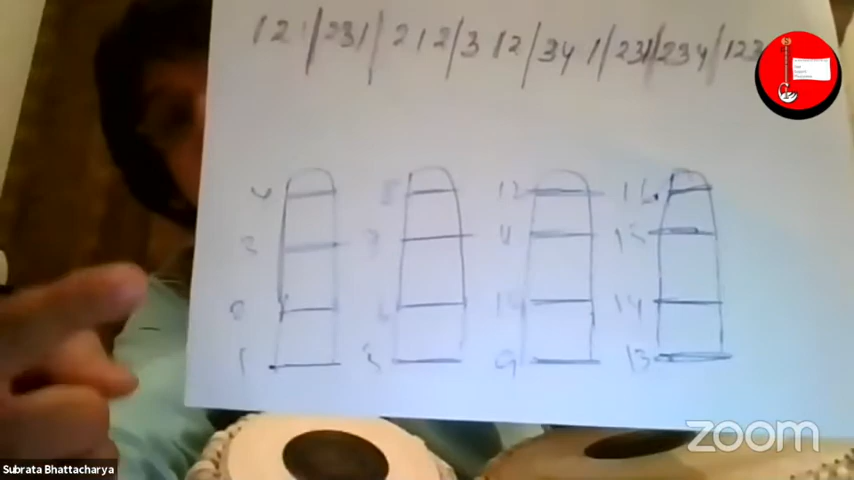 12 | 231 | 212 | 3 12 | 34 1 | 231 | 234 | 123
4 8 12 16
3 7 11 15
2 6 10 14
1 5 9 13
zoom
Subrata Bhattacharya